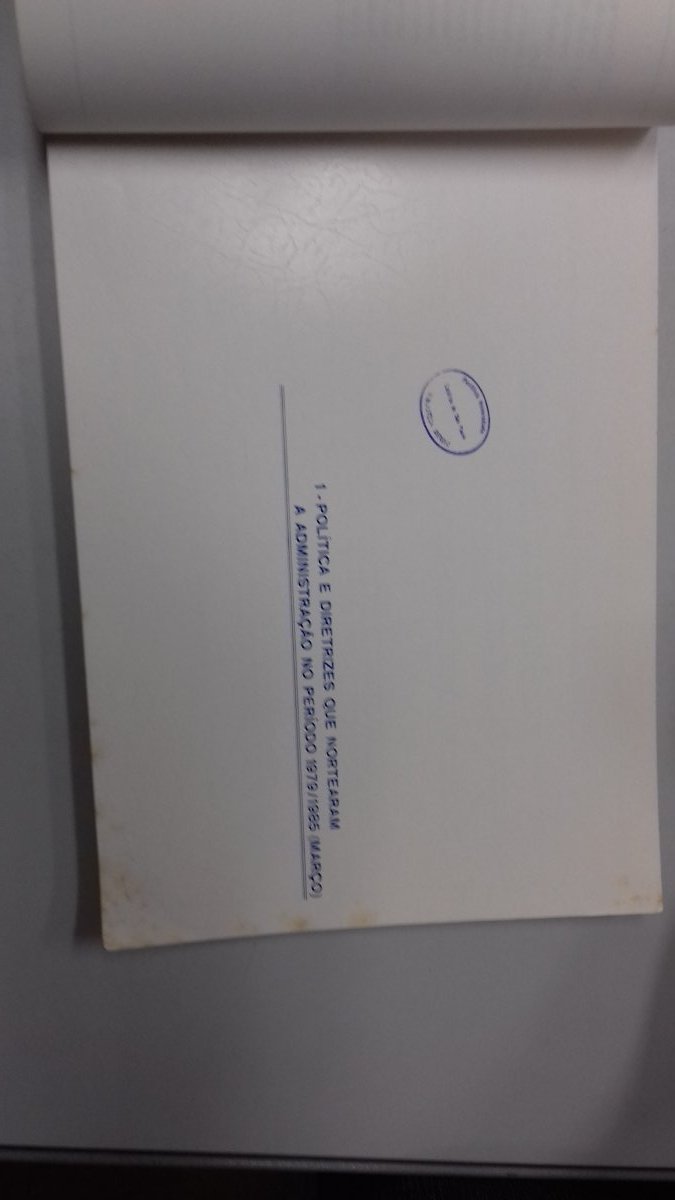 1 - POLÍTICA E DIRETRIZES QUE NORTEARAM
A ADMINISTRAÇÃO NO PERÍODO 1979/1985 (MARÇO)